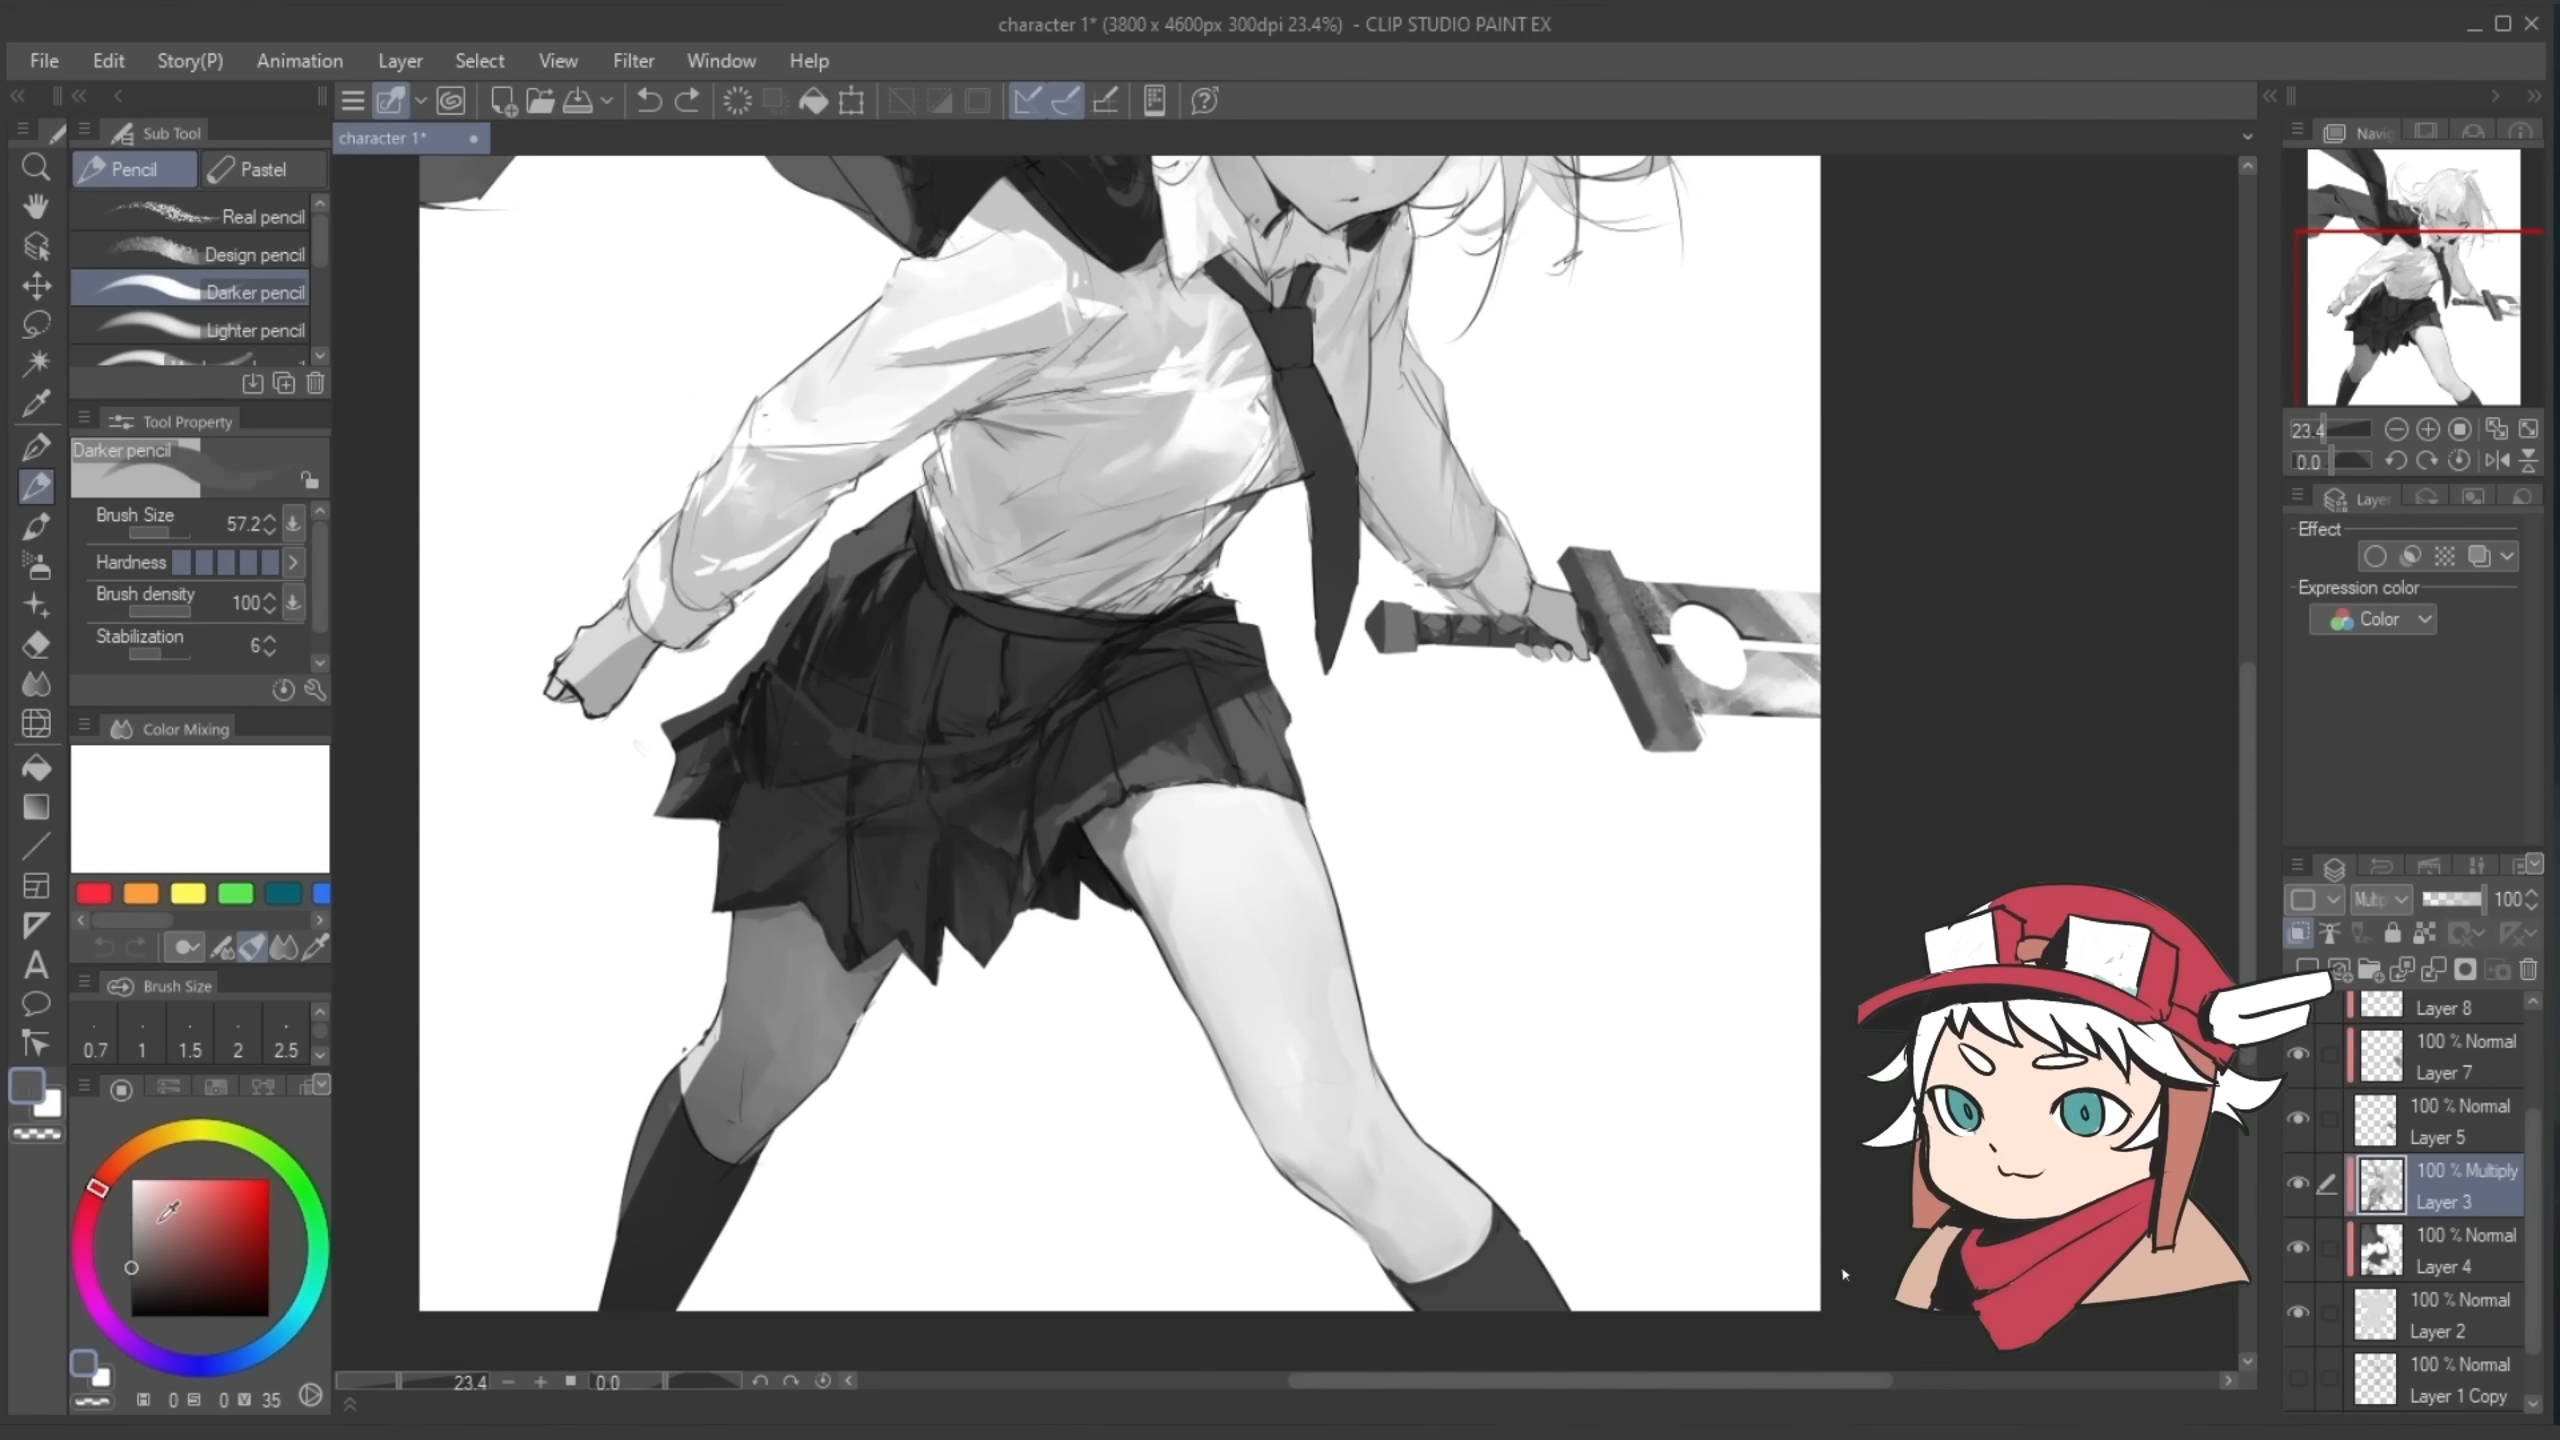 character 1* (3800 x 4600px 300dpi 23.4%) - CLIP STUDIO PAINT EX
File Edit Story(P) Animation Layer Select View Filter Window Help
character 1*
Sub Tool
Pencil Pastel
Real pencil
Design pencil
Darker pencil
Lighter pencil
Tool Property
Darker pencil
Brush Size 57.2
Hardness
Brush density 100
Stabilization 6
Color Mixing
Brush Size
0.7 1 1.5 2 2.5
0 0 35
23.4 0.0
Navig
23.4
0.0
Layer
Effect
Expression color
Color
Multip 100
Layer 8
100 % Normal
Layer 7
100 % Normal
Layer 5
100 % Multiply
Layer 3
100 % Normal
Layer 4
100 % Normal
Layer 2
100 % Normal
Layer 1 Copy